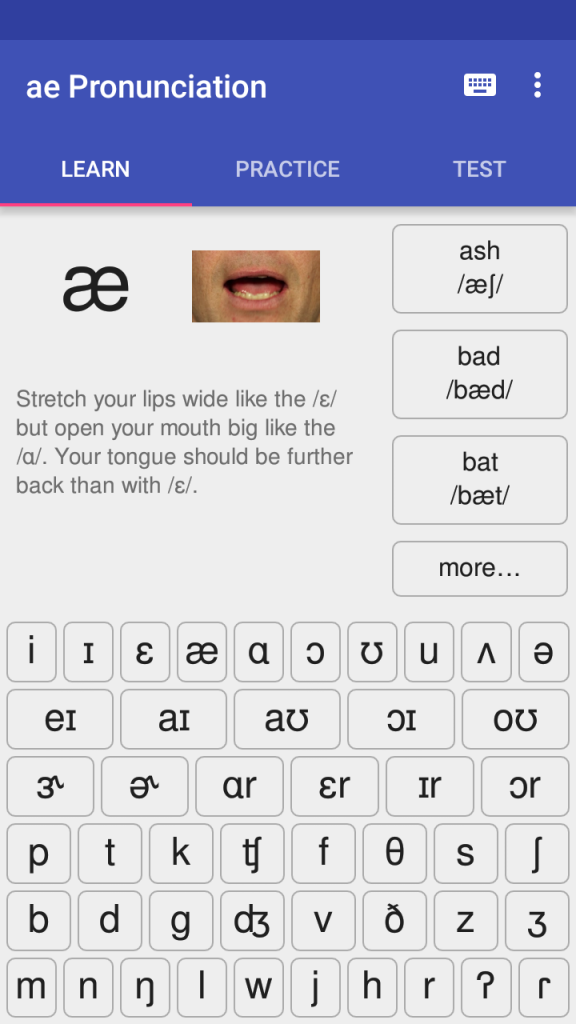 ae Pronunciation
LEARN PRACTICE TEST
æ
Stretch your lips wide like the /ɛ/
but open your mouth big like the
/ɑ/. Your tongue should be further
back than with /ɛ/.
ash
/æʃ/
bad
/bæd/
bat
/bæt/
more…
i ɪ ɛ æ ɑ ɔ ʊ u ʌ ə
eɪ aɪ aʊ ɔɪ oʊ
ɝ ɚ ɑr ɛr ɪr ɔr
p t k ʧ f θ s ʃ
b d g ʤ v ð z ʒ
m n ŋ l w j h r ʔ ɾ